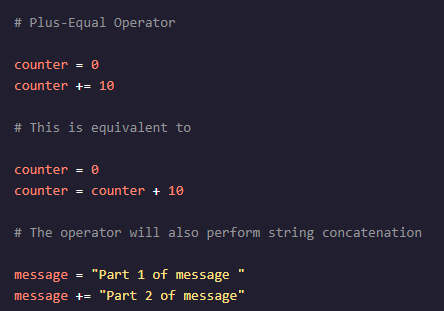 # Plus-Equal Operator
counter = 0
counter += 10
# This is equivalent to
counter = 0
counter = counter + 10
# The operator will also perform string concatenation
message = "Part 1 of message "
message += "Part 2 of message"